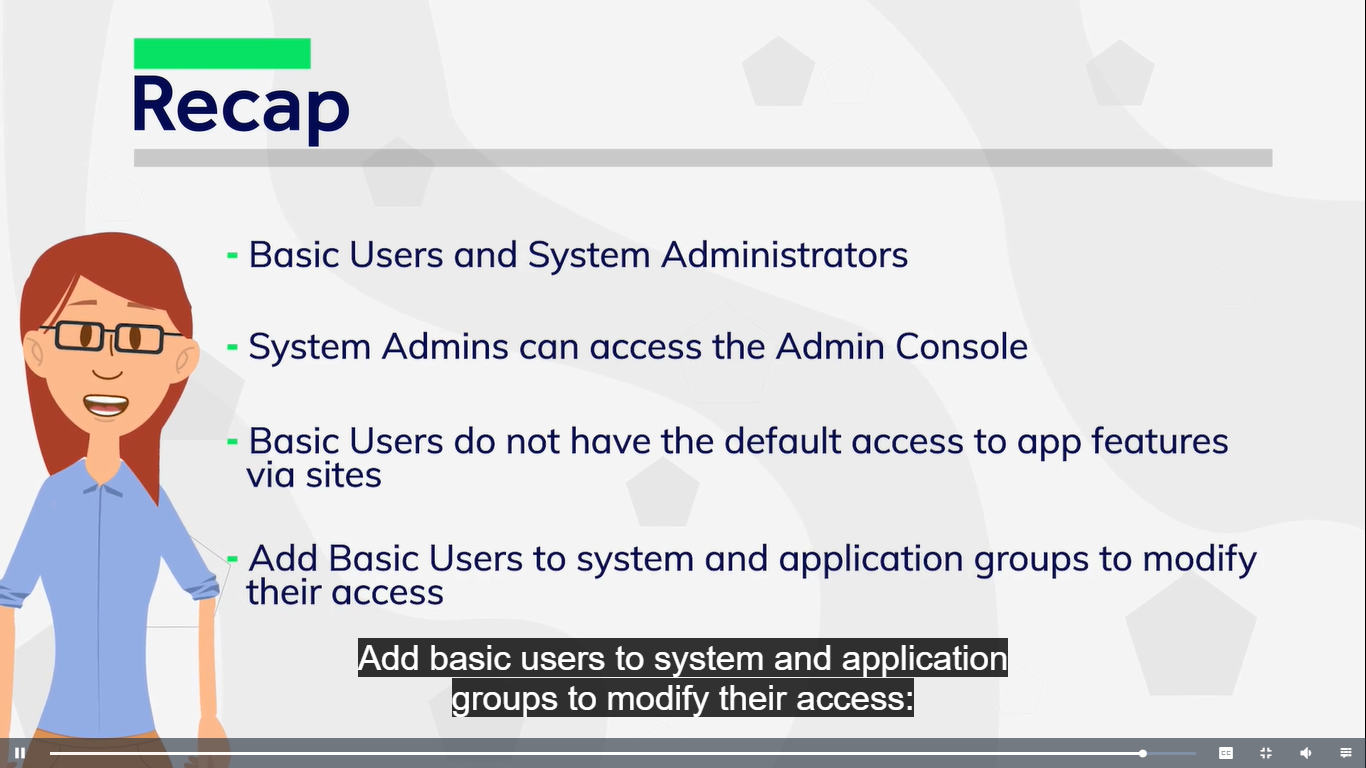 Recap
- Basic Users and System Administrators
- System Admins can access the Admin Console
- Basic Users do not have the default access to app features
via sites
- Add Basic Users to system and application groups to modify
their access
Add basic users to system and application
groups to modify their access:
CC